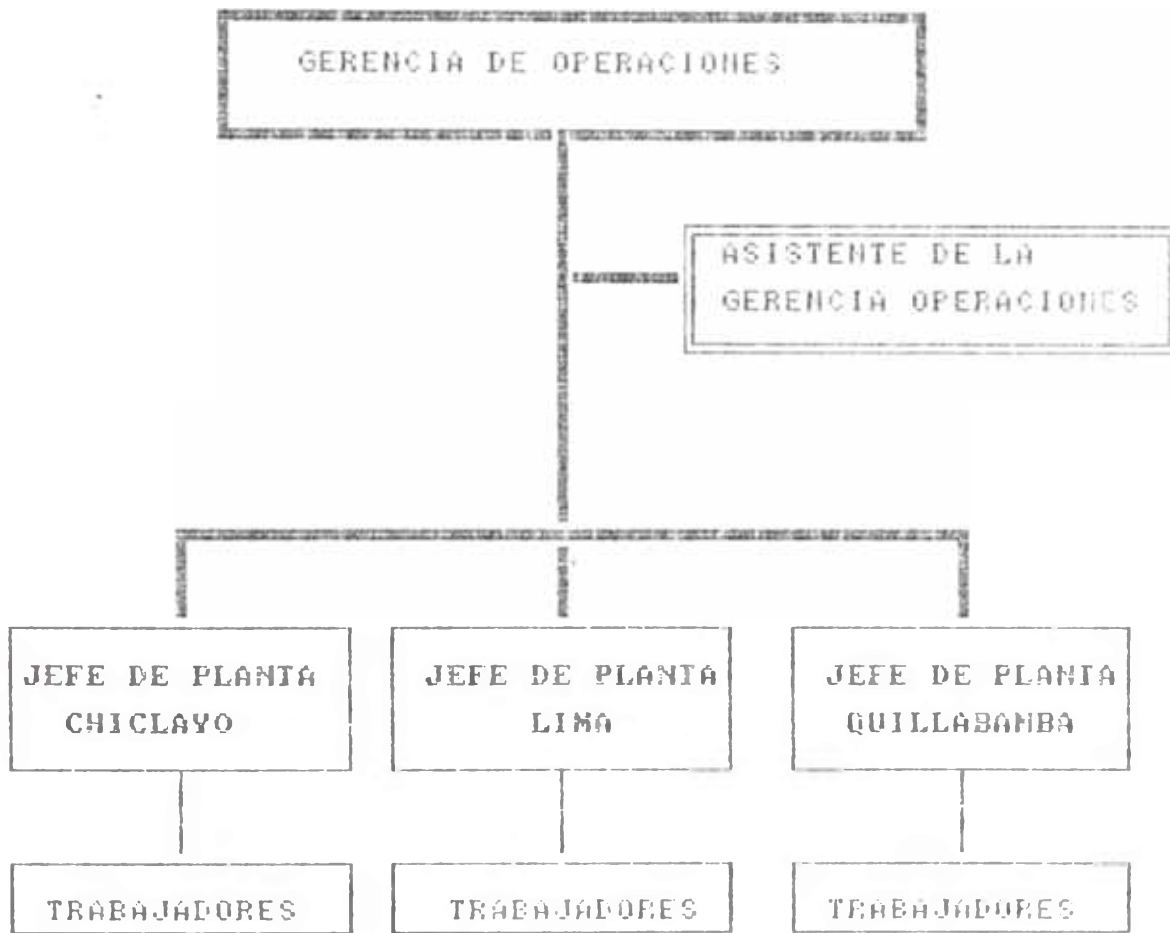 GERENCIA DE OPERACIONES
ASISTENTE DE LA
GERENCIA OPERACIONES
JEFE DE PLANTA
CHICLAYO
JEFE DE PLANTA
LIMA
JEFE DE PLANTA
QUILLABAMBA
TRABAJADORES
TRABAJADORES
TRABAJADORES